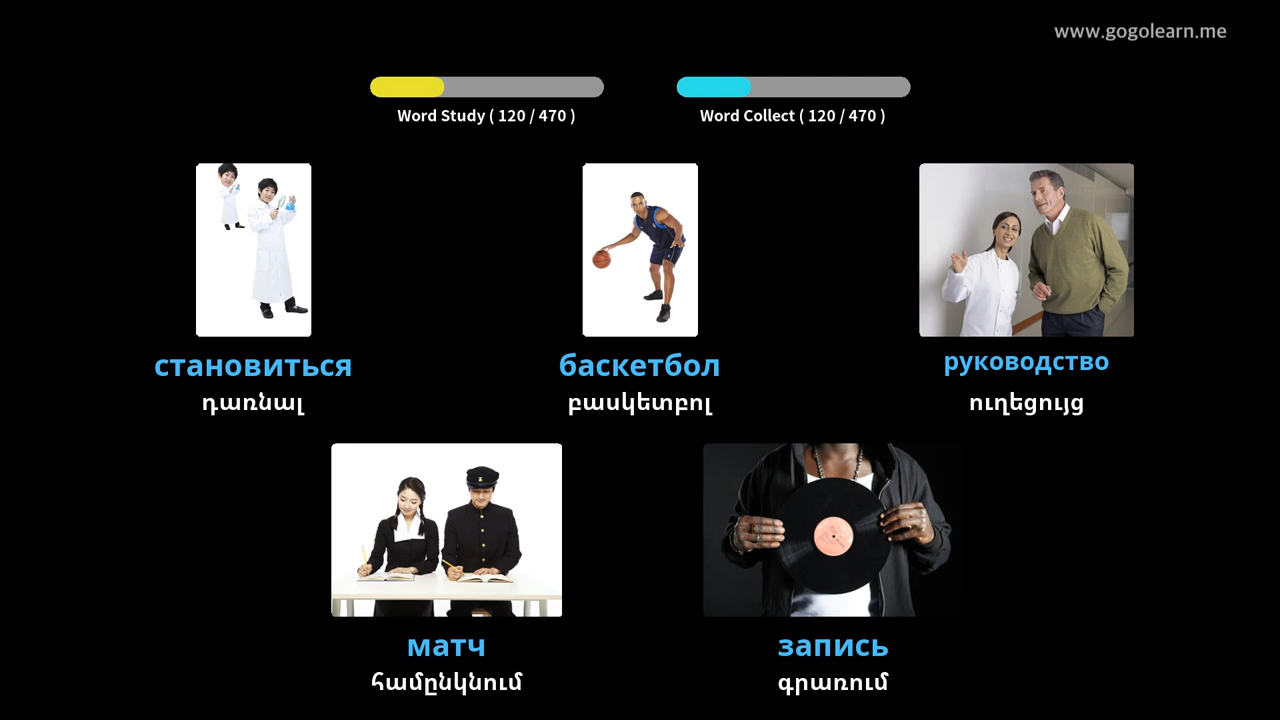 www.gogolearn.me
Word Study ( 120 / 470 )
Word Collect ( 120 / 470 )
становиться
դառնալ
баскетбол
բասկետբոլ
руководство
ուղեցույց
матч
համընկնում
запись
գրառում